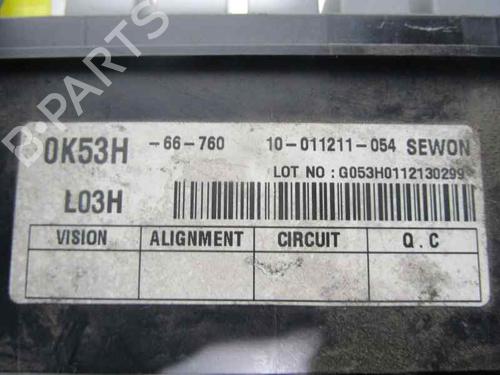 B-PARTS
0K53H -66-760 10-011211-054 SEWON
LOT NO : G053H0112130299
L03H
VISION ALIGNMENT CIRCUIT Q.C